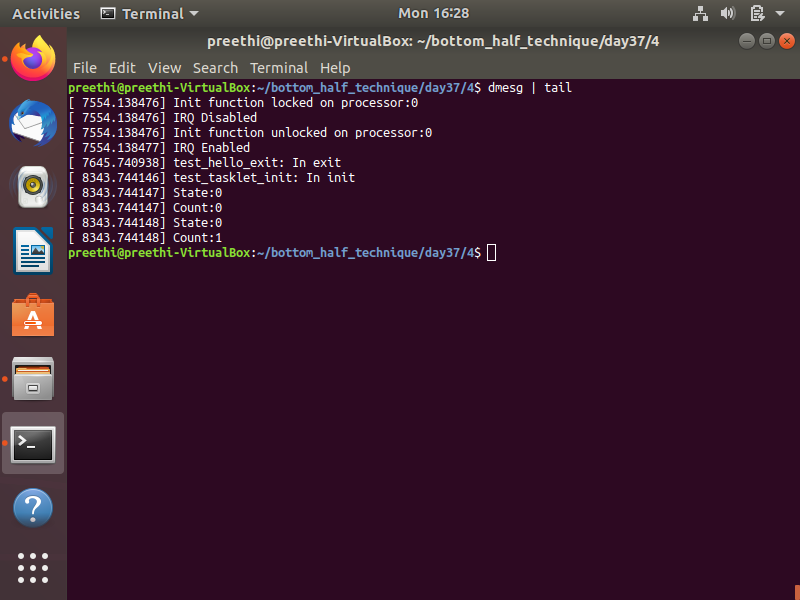 Activities Terminal Mon 16:28
preethi@preethi-VirtualBox: ~/bottom_half_technique/day37/4
File Edit View Search Terminal Help
preethi@preethi-VirtualBox:~/bottom_half_technique/day37/4$ dmesg | tail
[ 7554.138476] Init function locked on processor:0
[ 7554.138476] IRQ Disabled
[ 7554.138476] Init function unlocked on processor:0
[ 7554.138477] IRQ Enabled
[ 7645.740938] test_hello_exit: In exit
[ 8343.744146] test_tasklet_init: In init
[ 8343.744147] State:0
[ 8343.744147] Count:0
[ 8343.744148] State:0
[ 8343.744148] Count:1
preethi@preethi-VirtualBox:~/bottom_half_technique/day37/4$